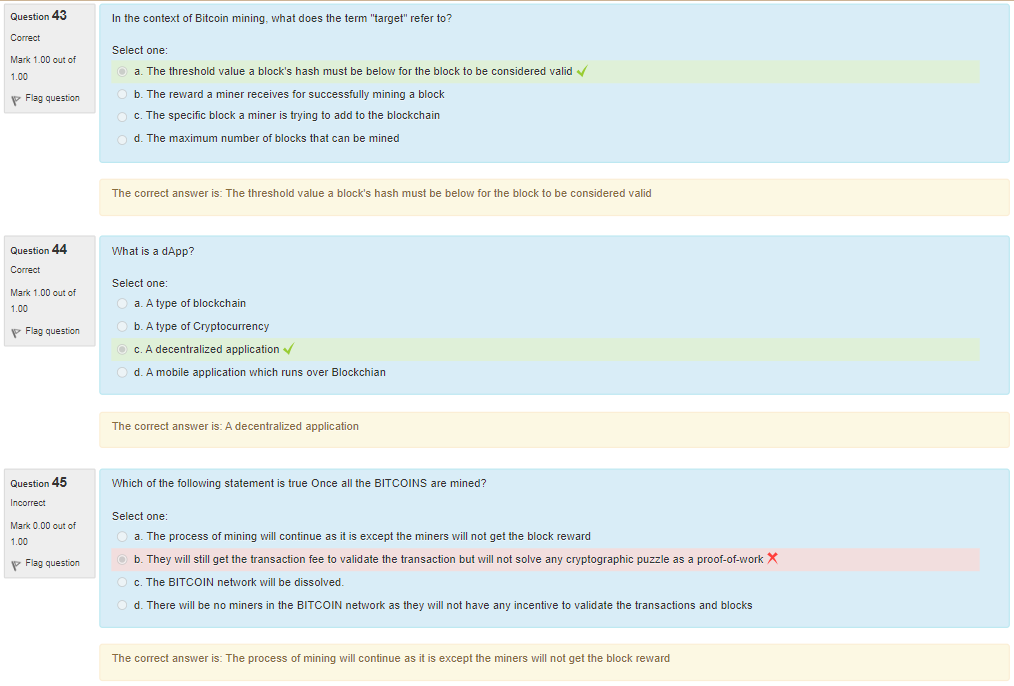 Question 43
Correct
Mark 1.00 out of
1.00
Flag question
In the context of Bitcoin mining, what does the term "target" refer to?
Select one:
a. The threshold value a block's hash must be below for the block to be considered valid
b. The reward a miner receives for successfully mining a block
c. The specific block a miner is trying to add to the blockchain
d. The maximum number of blocks that can be mined
The correct answer is: The threshold value a block's hash must be below for the block to be considered valid
Question 44
Correct
Mark 1.00 out of
1.00
Flag question
What is a dApp?
Select one:
a. A type of blockchain
b. A type of Cryptocurrency
c. A decentralized application
d. A mobile application which runs over Blockchian
The correct answer is: A decentralized application
Question 45
Incorrect
Mark 0.00 out of
1.00
Flag question
Which of the following statement is true Once all the BITCOINS are mined?
Select one:
a. The process of mining will continue as it is except the miners will not get the block reward
b. They will still get the transaction fee to validate the transaction but will not solve any cryptographic puzzle as a proof-of-work
c. The BITCOIN network will be dissolved.
d. There will be no miners in the BITCOIN network as they will not have any incentive to validate the transactions and blocks
The correct answer is: The process of mining will continue as it is except the miners will not get the block reward